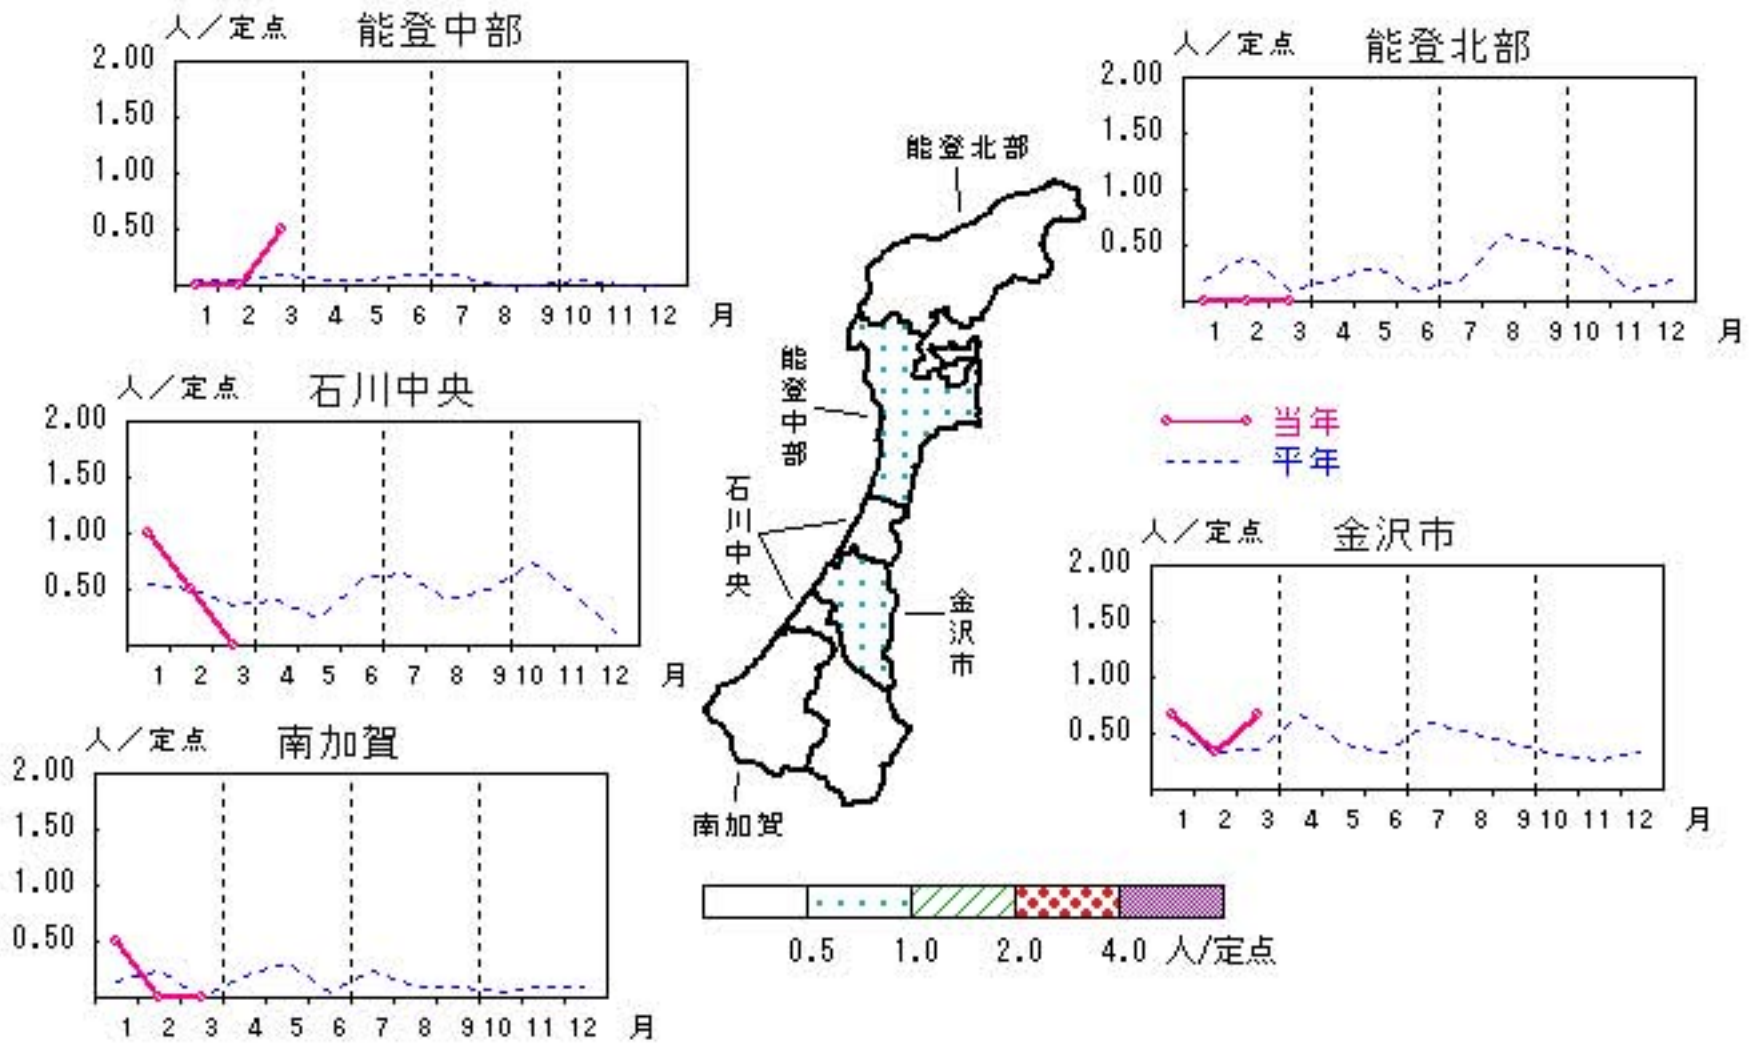 人／定点 能登中部
2.00
1.50
1.00
0.50
1 2 3 4 5 6 7 8 9 10 11 12 月
人／定点 能登北部
2.00
1.50
1.00
0.50
1 2 3 4 5 6 7 8 9 10 11 12 月
人／定点 石川中央
2.00
1.50
1.00
0.50
1 2 3 4 5 6 7 8 9 10 11 12 月
能登北部
能登中部
石川中央
金沢市
南加賀
当年
平年
人／定点 金沢市
2.00
1.50
1.00
0.50
1 2 3 4 5 6 7 8 9 10 11 12 月
人／定点 南加賀
2.00
1.50
1.00
0.50
1 2 3 4 5 6 7 8 9 10 11 12 月
0.5 1.0 2.0 4.0 人/定点